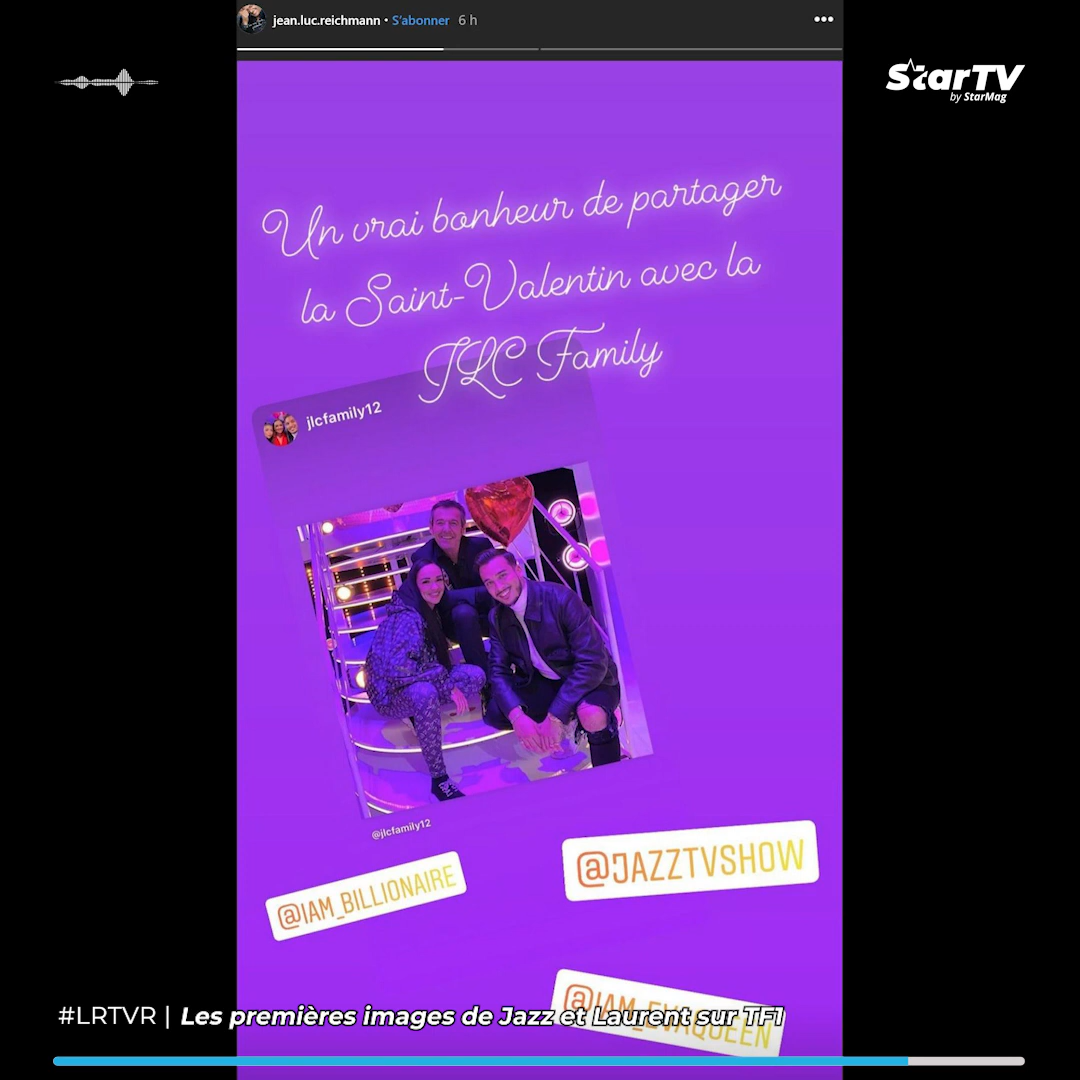 jean.luc.reichmann • S'abonner 6 h
StarTV
by StarMag
Un vrai bonheur de partager
la Saint-Valentin avec la
JLC Family
jlcfamily12
@jlcfamily12
@JAZZTVSHOW
@IAM_BILLIONAIRE
@IAM_EVAQUEEN
#LRTVR | Les premières images de Jazz et Laurent sur TF1